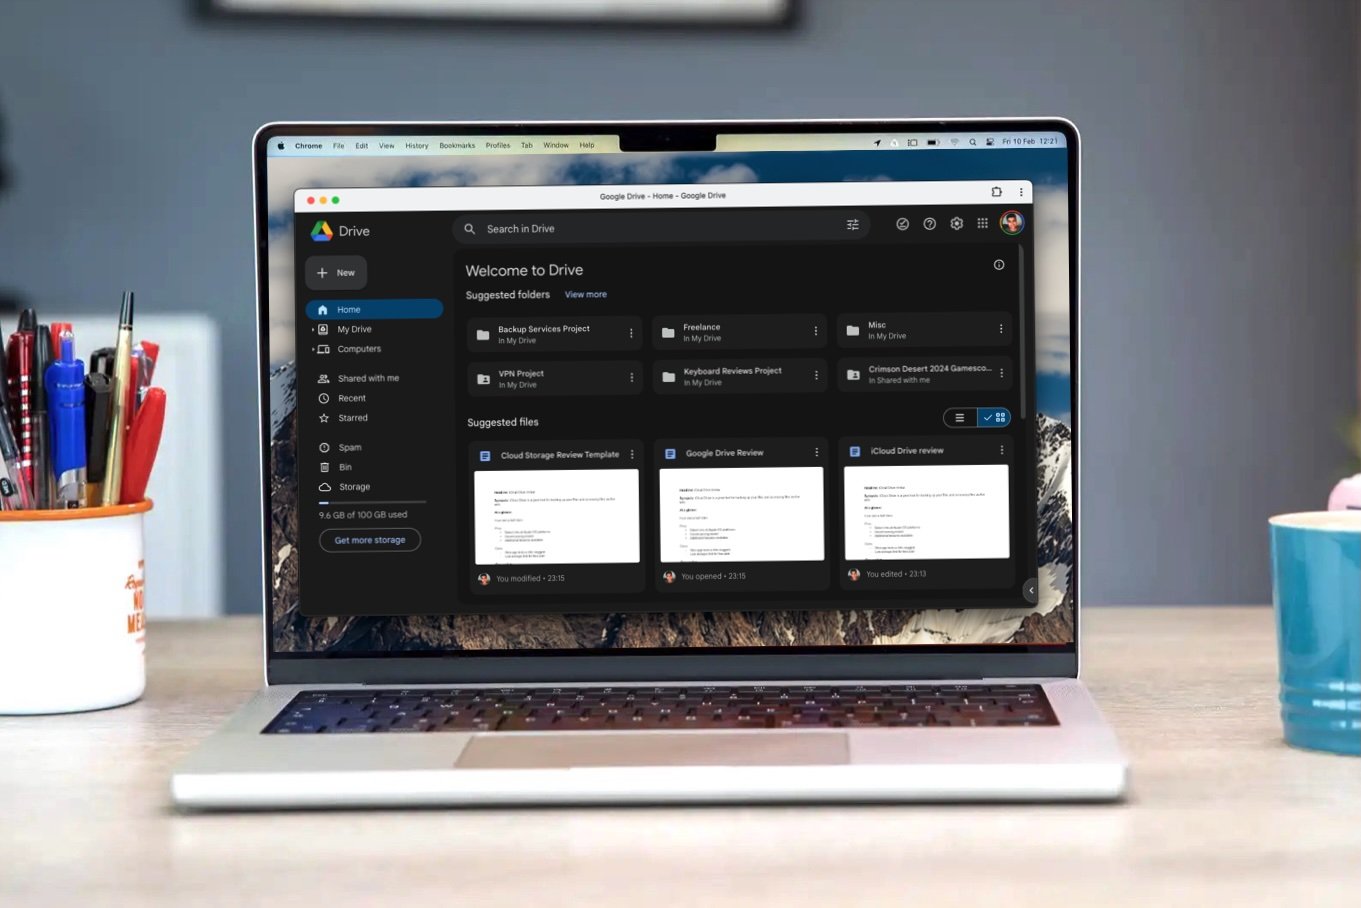 Chrome File Edit View History Bookmarks Profiles Tab Window Help
Fri 10 Feb 12:21
Google Drive - Home - Google Drive
Drive
Search in Drive
New
Home
My Drive
Computers
Shared with me
Recent
Starred
Spam
Bin
Storage
9.6 GB of 100 GB used
Get more storage
Welcome to Drive
Suggested folders View more
Backup Services Project
In My Drive
Freelance
In My Drive
Misc
In My Drive
VPN Project
In My Drive
Keyboard Reviews Project
In My Drive
Crimson Desert 2024 Gamesco...
In Shared with me
Suggested files
Cloud Storage Review Template
You modified • 23:15
Google Drive Review
You opened • 23:15
iCloud Drive review
You edited • 23:13